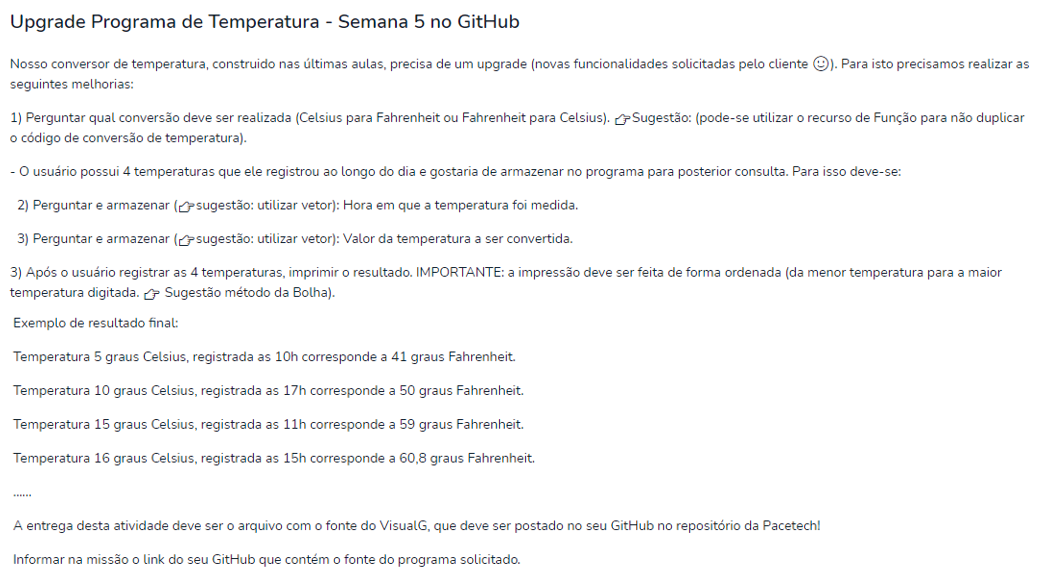 Upgrade Programa de Temperatura - Semana 5 no GitHub
Nosso conversor de temperatura, construido nas últimas aulas, precisa de um upgrade (novas funcionalidades solicitadas pelo cliente 🙂). Para isto precisamos realizar as
seguintes melhorias:
1) Perguntar qual conversão deve ser realizada (Celsius para Fahrenheit ou Fahrenheit para Celsius). 👉Sugestão: (pode-se utilizar o recurso de Função para não duplicar
o código de conversão de temperatura).
- O usuário possui 4 temperaturas que ele registrou ao longo do dia e gostaria de armazenar no programa para posterior consulta. Para isso deve-se:
2) Perguntar e armazenar (👉sugestão: utilizar vetor): Hora em que a temperatura foi medida.
3) Perguntar e armazenar (👉sugestão: utilizar vetor): Valor da temperatura a ser convertida.
3) Após o usuário registrar as 4 temperaturas, imprimir o resultado. IMPORTANTE: a impressão deve ser feita de forma ordenada (da menor temperatura para a maior
temperatura digitada. 👉 Sugestão método da Bolha).
Exemplo de resultado final:
Temperatura 5 graus Celsius, registrada as 10h corresponde a 41 graus Fahrenheit.
Temperatura 10 graus Celsius, registrada as 17h corresponde a 50 graus Fahrenheit.
Temperatura 15 graus Celsius, registrada as 11h corresponde a 59 graus Fahrenheit.
Temperatura 16 graus Celsius, registrada as 15h corresponde a 60,8 graus Fahrenheit.
......
A entrega desta atividade deve ser o arquivo com o fonte do VisualG, que deve ser postado no seu GitHub no repositório da Pacetech!
Informar na missão o link do seu GitHub que contém o fonte do programa solicitado.